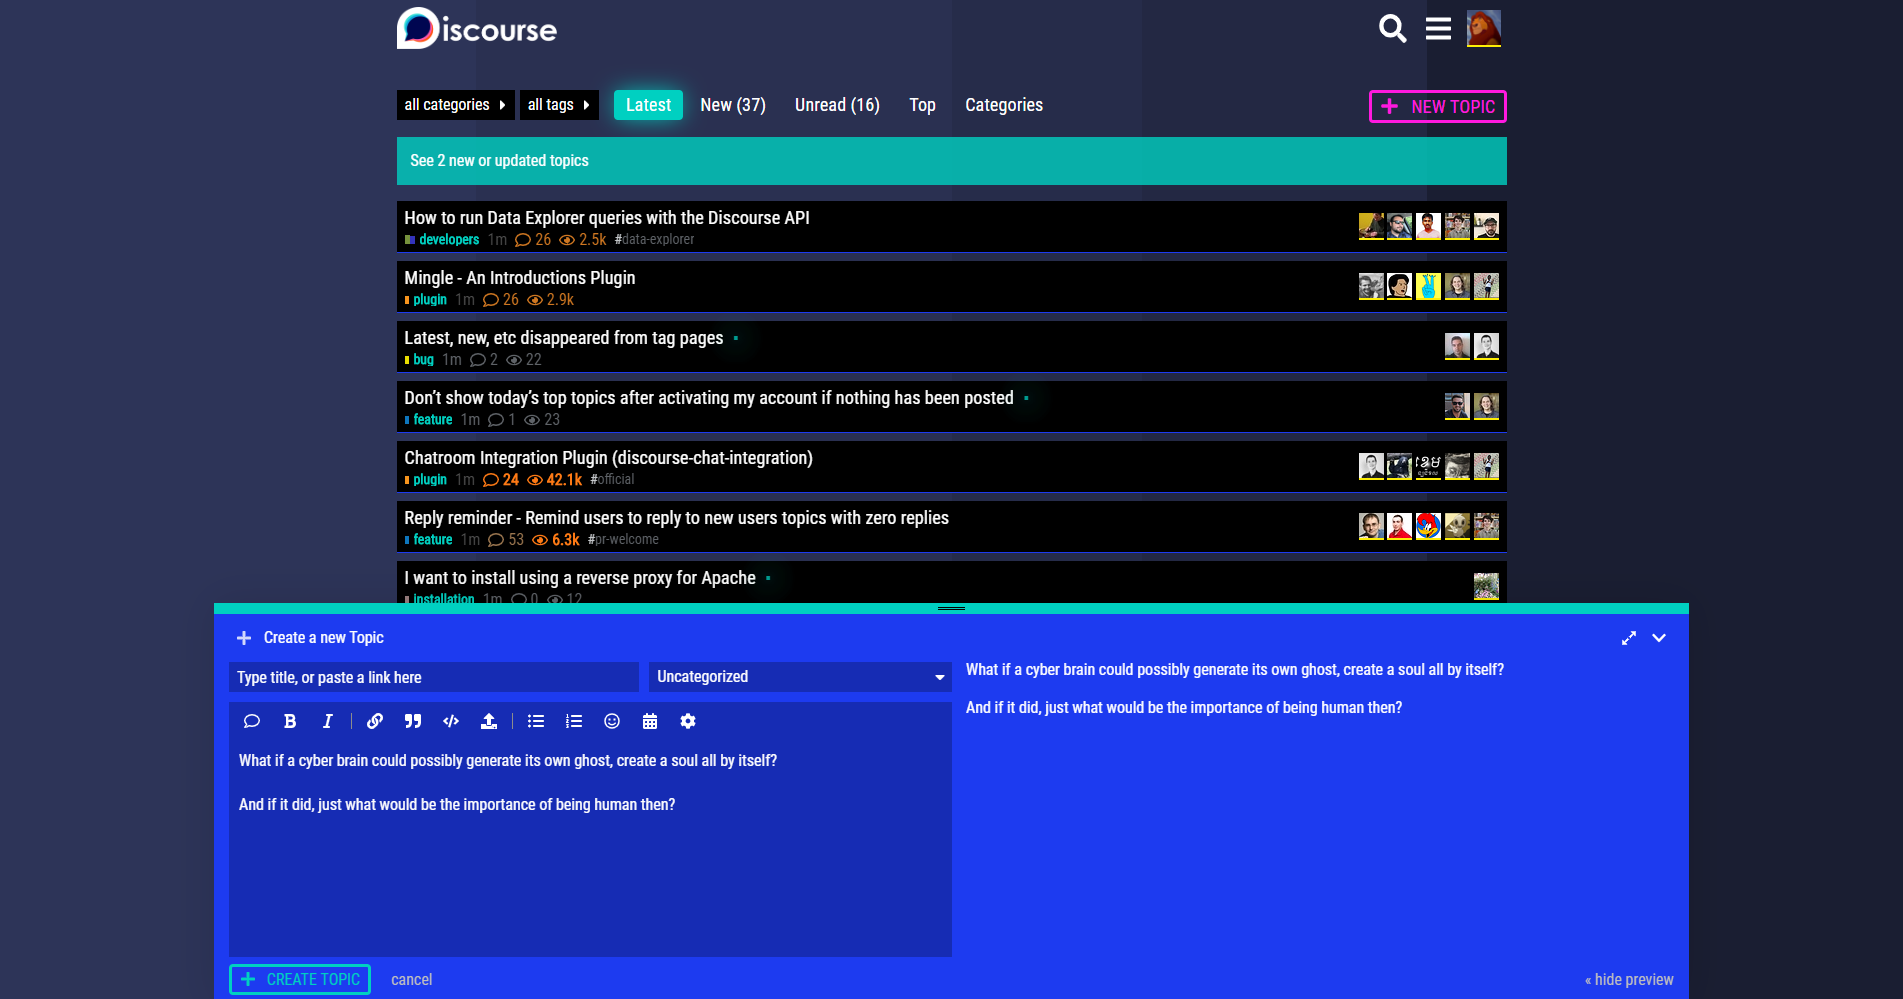 Discourse
all categories
all tags
Latest
New (37)
Unread (16)
Top
Categories
NEW TOPIC
See 2 new or updated topics
How to run Data Explorer queries with the Discourse API
developers 1m 26 2.5k #data-explorer
Mingle - An Introductions Plugin
plugin 1m 26 2.9k
Latest, new, etc disappeared from tag pages
bug 1m 2 22
Don’t show today’s top topics after activating my account if nothing has been posted
feature 1m 1 23
Chatroom Integration Plugin (discourse-chat-integration)
plugin 1m 24 42.1k #official
Reply reminder - Remind users to reply to new users topics with zero replies
feature 1m 53 6.3k #pr-welcome
I want to install using a reverse proxy for Apache
installation 1m 0 12
Create a new Topic
Type title, or paste a link here
Uncategorized
What if a cyber brain could possibly generate its own ghost, create a soul all by itself?
And if it did, just what would be the importance of being human then?
What if a cyber brain could possibly generate its own ghost, create a soul all by itself?
And if it did, just what would be the importance of being human then?
CREATE TOPIC
cancel
« hide preview